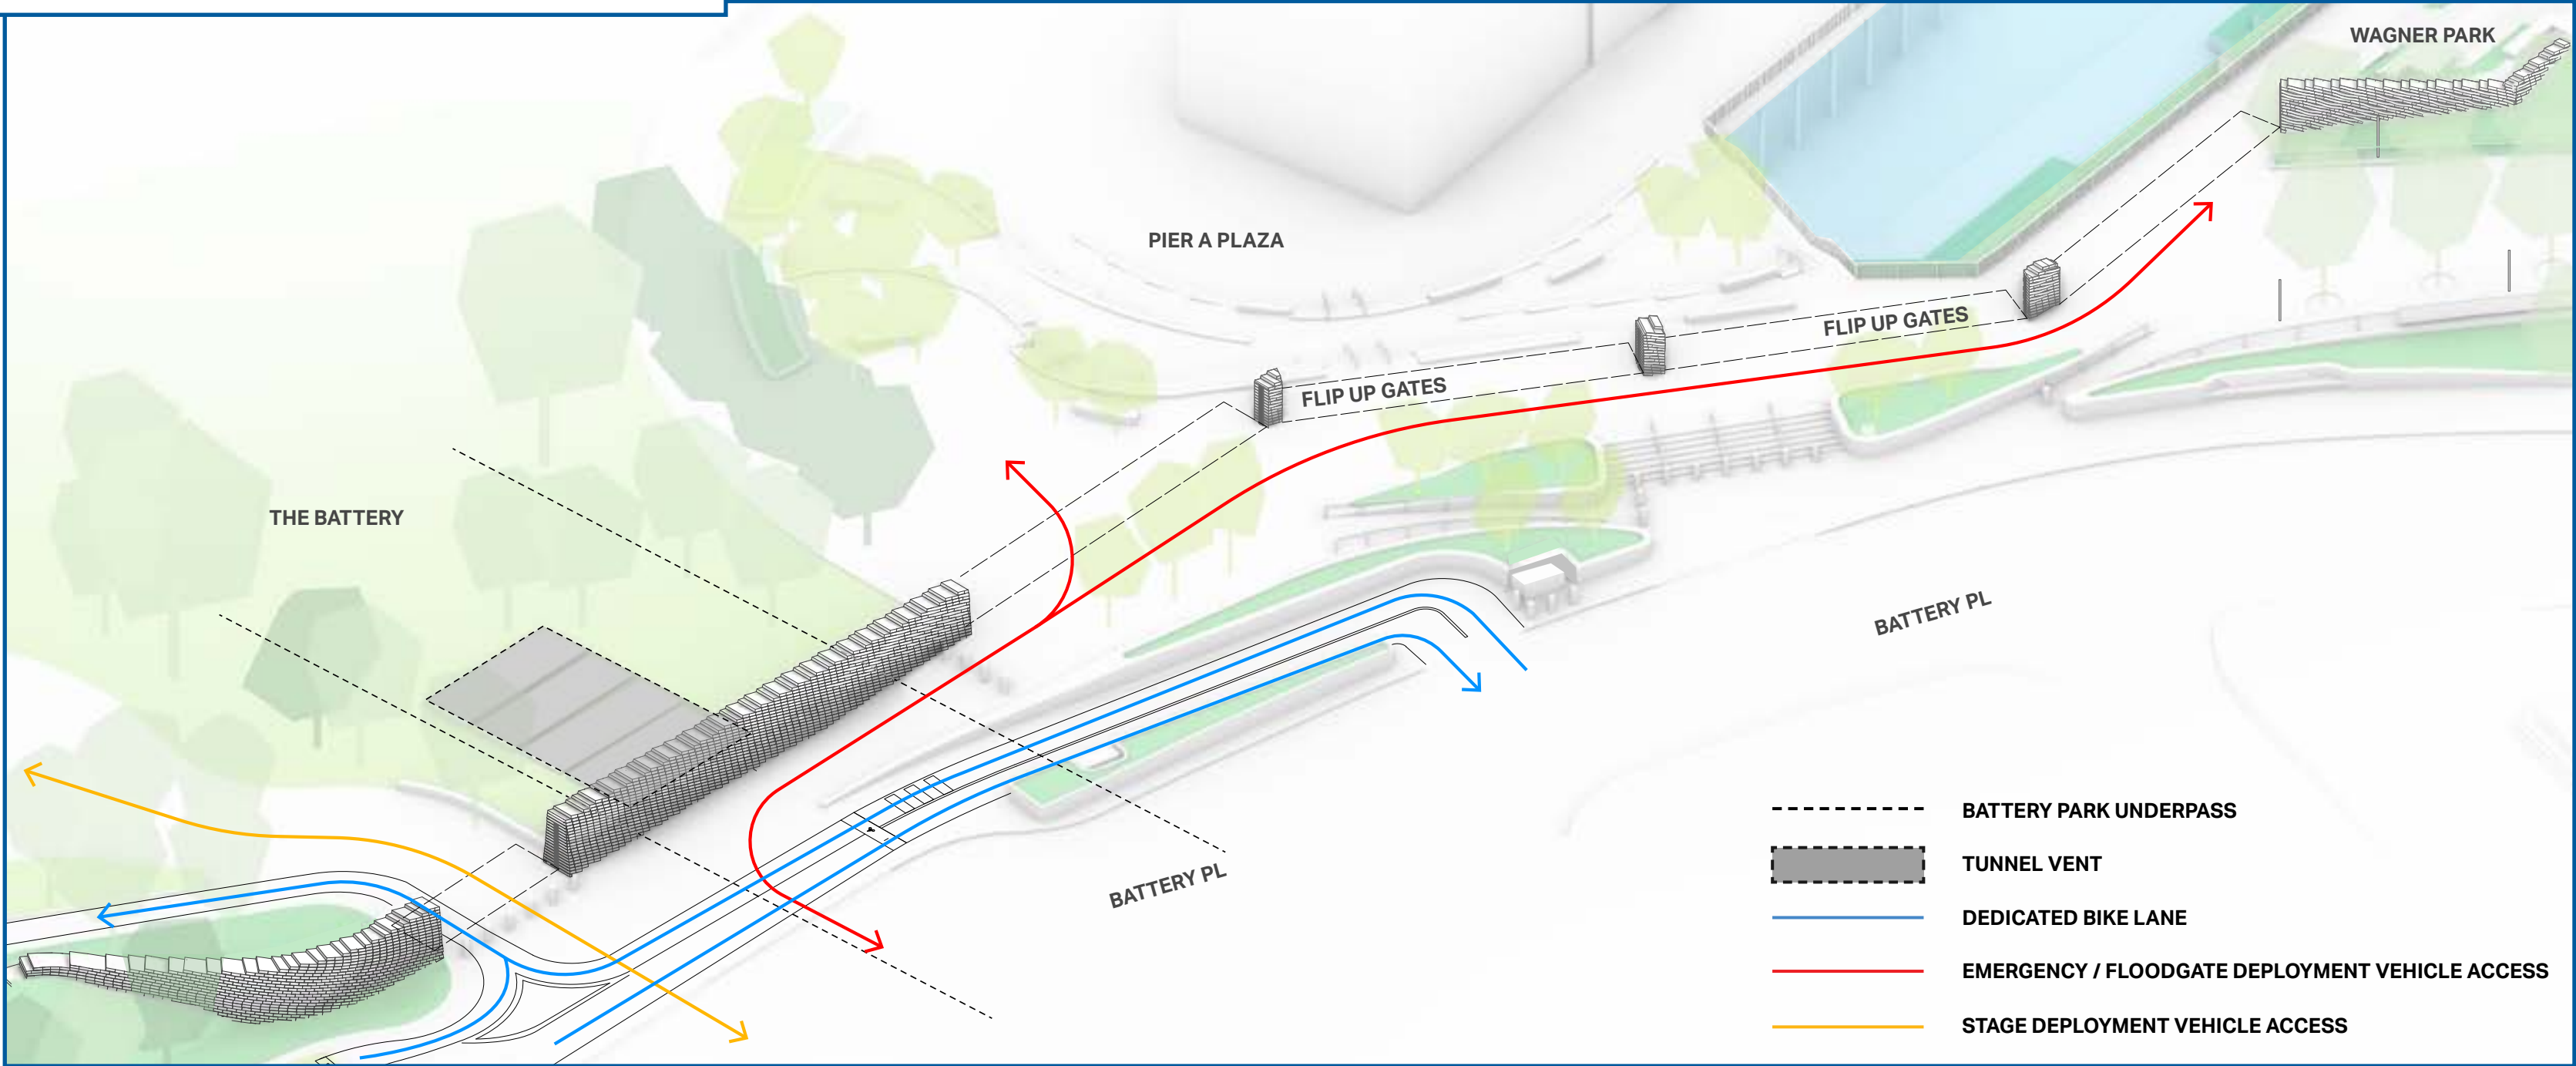 WAGNER PARK
PIER A PLAZA
FLIP UP GATES
FLIP UP GATES
THE BATTERY
BATTERY PL
BATTERY PL
BATTERY PARK UNDERPASS
TUNNEL VENT
DEDICATED BIKE LANE
EMERGENCY / FLOODGATE DEPLOYMENT VEHICLE ACCESS
STAGE DEPLOYMENT VEHICLE ACCESS